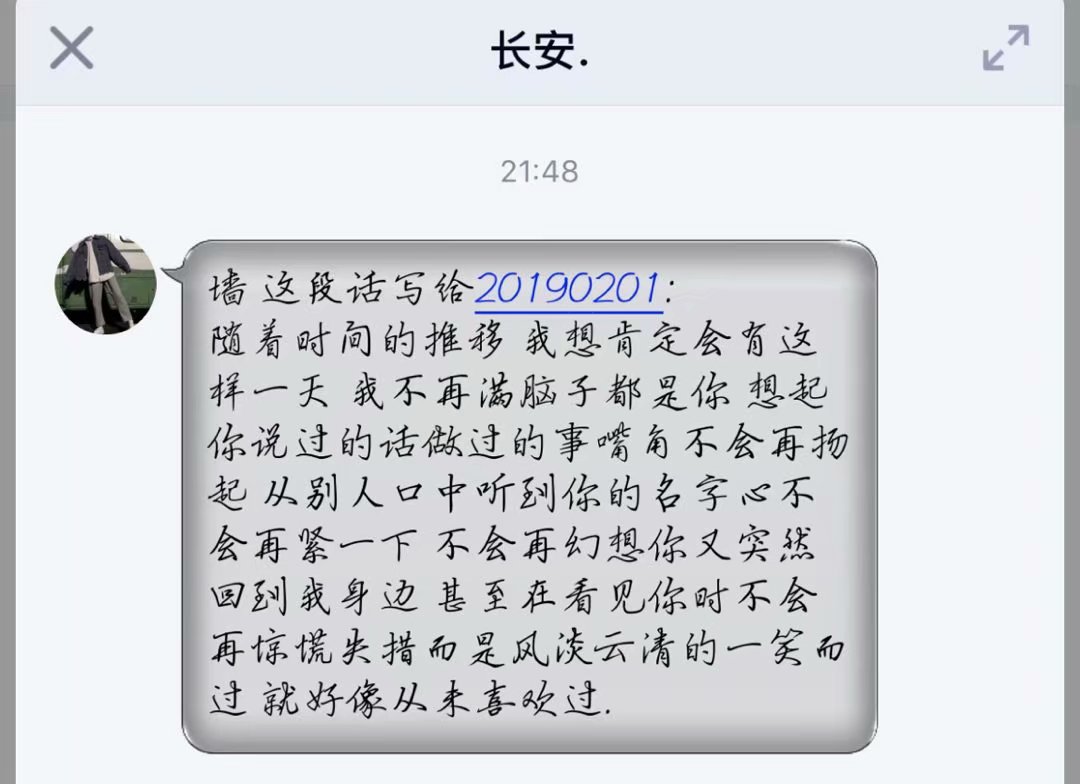 长安.
21:48
墙 这段话写给20190201:
随着时间的推移 我想肯定会有这
样一天 我不再满脑子都是你 想起
你说过的话做过的事嘴角不会再扬
起 从别人口中听到你的名字心不
会再紧一下 不会再幻想你又突然
回到我身边 甚至在看见你时不会
再惊慌失措而是风淡云清的一笑而
过 就好像从未喜欢过.